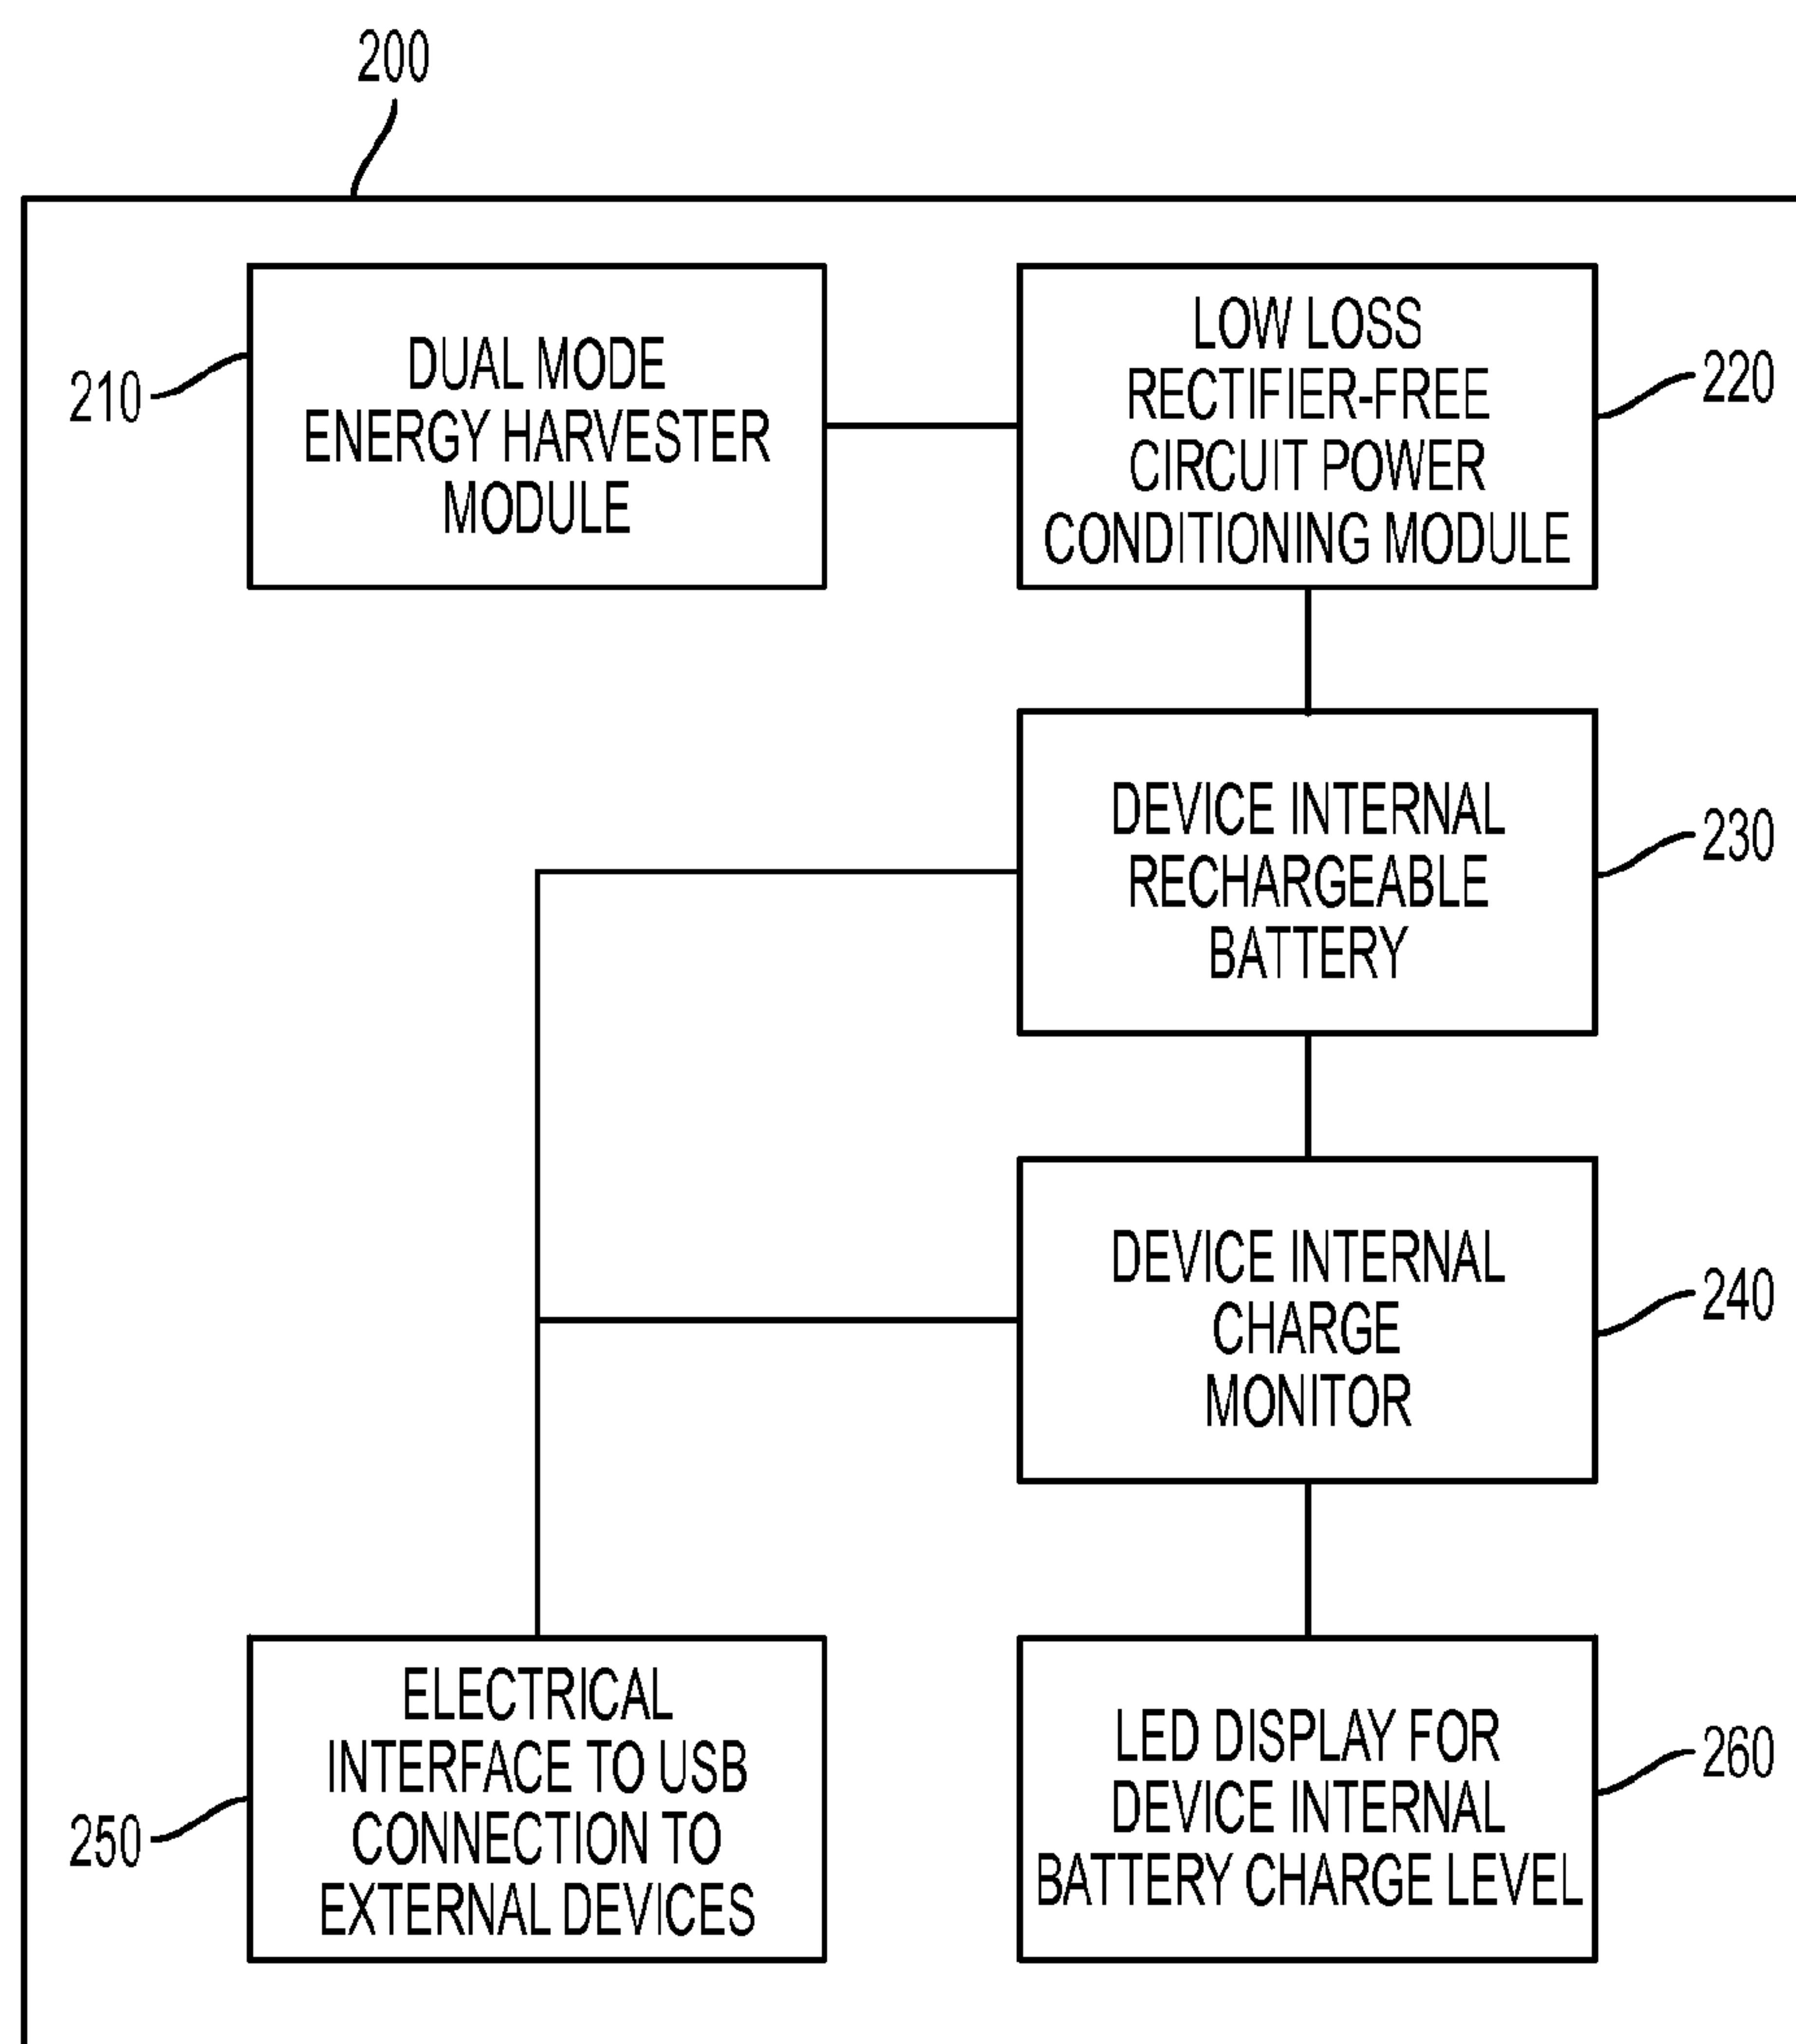 200
210
DUAL MODE
ENERGY HARVESTER
MODULE
LOW LOSS
RECTIFIER-FREE
CIRCUIT POWER
CONDITIONING MODULE
220
DEVICE INTERNAL
RECHARGEABLE
BATTERY
230
DEVICE INTERNAL
CHARGE
MONITOR
240
250
ELECTRICAL
INTERFACE TO USB
CONNECTION TO
EXTERNAL DEVICES
LED DISPLAY FOR
DEVICE INTERNAL
BATTERY CHARGE LEVEL
260